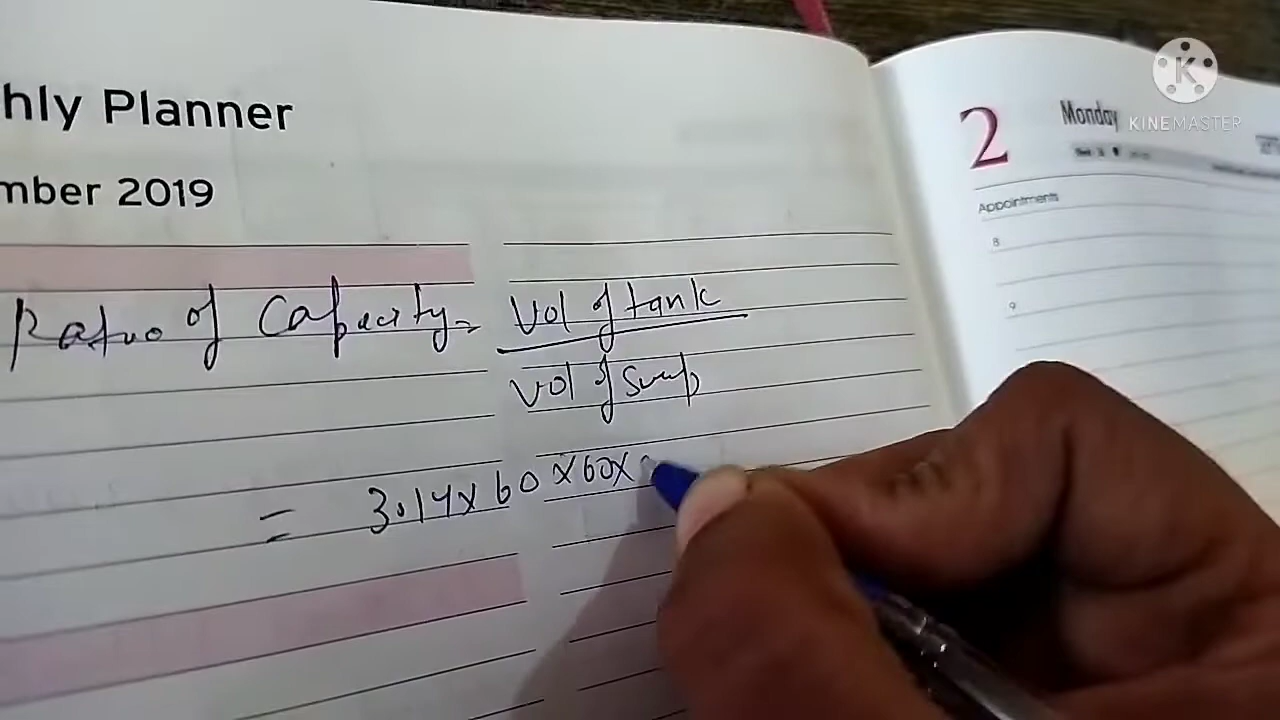 hly Planner
mber 2019
Ratio of Capacity = Vol of tank
Vol of Sump
= 3.14 x 60 x 60 x
2 Monday
Appointments
8
9
KINEMASTER